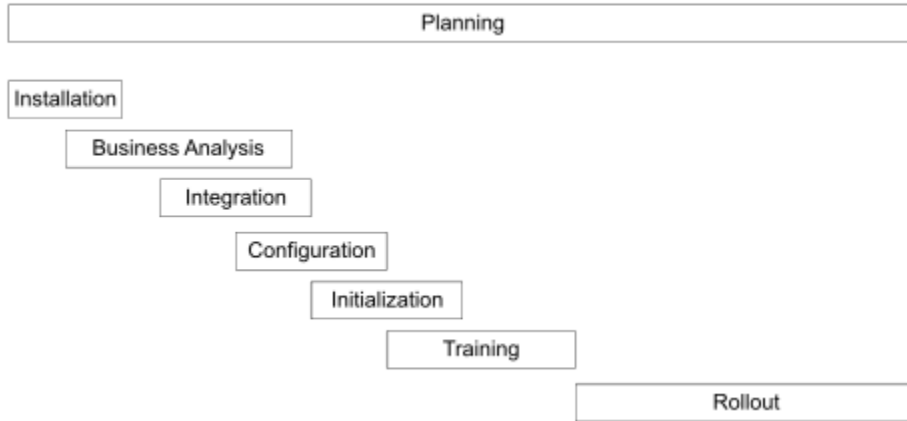 Planning
Installation
Business Analysis
Integration
Configuration
Initialization
Training
Rollout